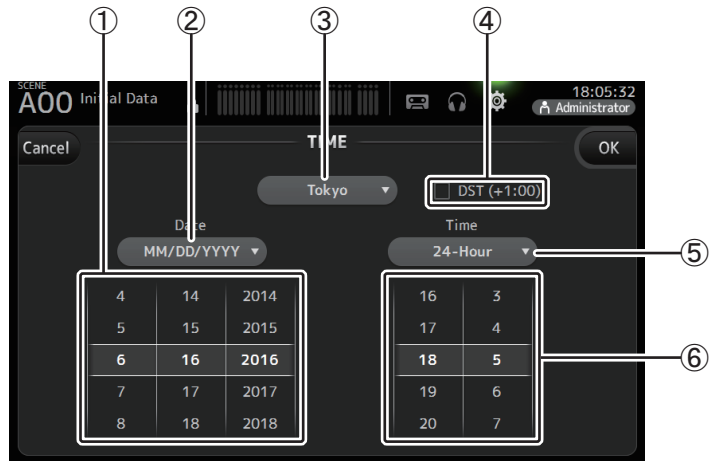 ① ② ③ ④
SCENE
A00 Initial Data 18:05:32
Administrator
Cancel TIME OK
Tokyo ▼ DST (+1:00)
Date Time
MM/DD/YYYY ▼ 24-Hour ▼ ⑤
4 14 2014 16 3
5 15 2015 17 4
6 16 2016 18 5 ⑥
7 17 2017 19 6
8 18 2018 20 7